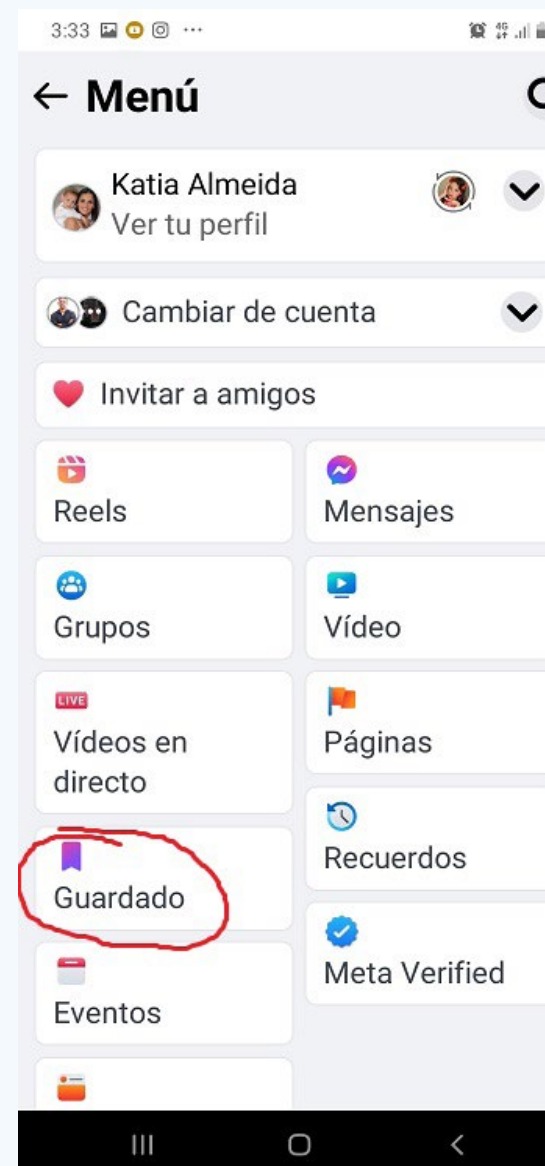 3:33
4G
← Menú
Katia Almeida
Ver tu perfil
Cambiar de cuenta
Invitar a amigos
Reels
Mensajes
Grupos
Vídeo
LIVE
Vídeos en
directo
Páginas
Recuerdos
Guardado
Meta Verified
Eventos